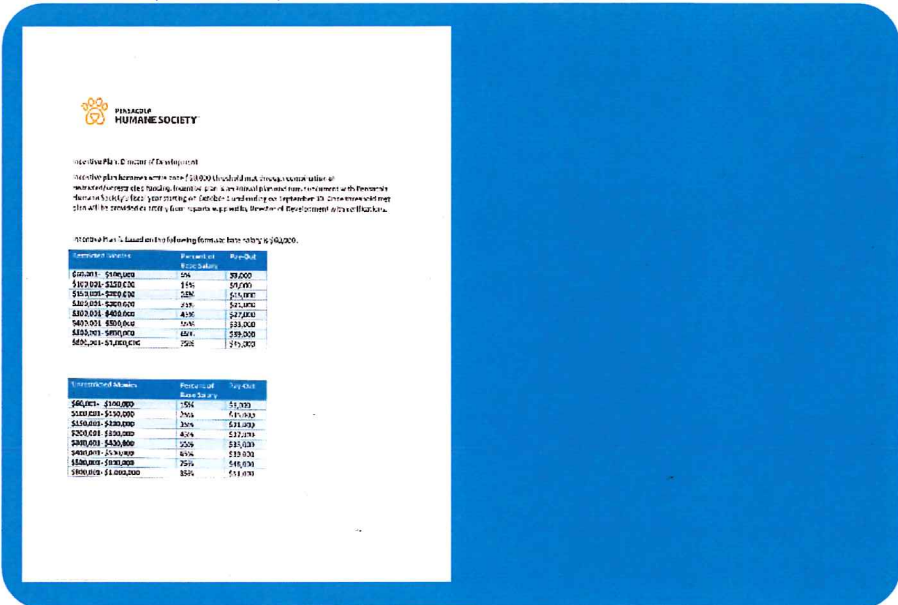 PENSACOLA
HUMANE SOCIETY
Incentive Plan: Director of Development
Incentive plan becomes active once $ threshold met through combination of
restricted/unrestricted funding. Incentive plan is an annual plan and runs concurrent with Pensacola
Humane Society's fiscal year starting on October 1 and ending on September 30. Once threshold met
plan will be provided quarterly from reports supplied by Director of Development with certifications.
Incentive Plan is based on the following formula: base salary is $60,000.
Restricted Monies Percent of Pay-Out
Base Salary
$60,001- $100,000 5% $3,000
$100,001- $150,000 15% $9,000
$150,001- $200,000 25% $15,000
$200,001- $300,000 35% $21,000
$300,001- $400,000 45% $27,000
$400,001- $500,000 55% $33,000
$500,001- $800,000 65% $39,000
$800,001- $1,000,000 75% $45,000
Unrestricted Monies Percent of Pay-Out
Base Salary
$60,001- $100,000 15% $9,000
$100,001- $150,000 25% $15,000
$150,001- $200,000 35% $21,000
$200,001- $300,000 45% $27,000
$300,001- $400,000 55% $33,000
$400,001- $500,000 65% $39,000
$500,001- $800,000 75% $45,000
$800,001- $1,000,000 85% $51,000